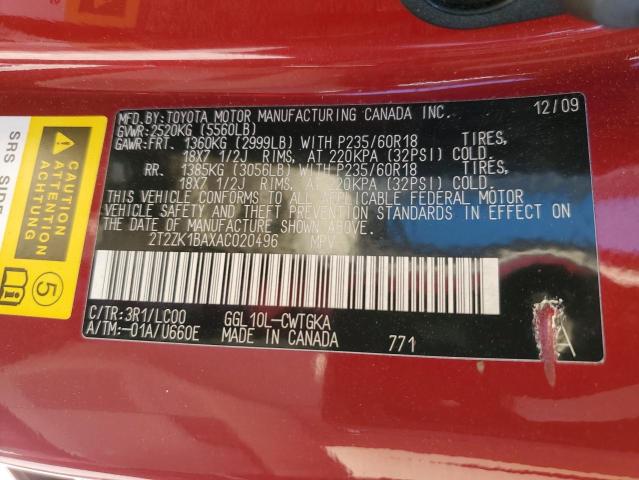 MFD.BY:TOYOTA MOTOR MANUFACTURING CANADA INC. 12/09
GVWR:2520KG (5560LB)
GAWR:FRT. 1360KG (2999LB) WITH P235/60R18 TIRES,
18X7 1/2J RIMS, AT 220KPA (32PSI) COLD.
RR. 1385KG (3056LB) WITH P235/60R18 TIRES,
18X7 1/2J RIMS, AT 220KPA (32PSI) COLD.
THIS VEHICLE CONFORMS TO ALL APPLICABLE FEDERAL MOTOR
VEHICLE SAFETY AND THEFT PREVENTION STANDARDS IN EFFECT ON
THE DATE OF MANUFACTURE SHOWN ABOVE.
2T2ZK1BAXAC020496 MPV
C/TR:3R1/LC00 GGL10L-CWTGKA
A/TM:-01A/U660E MADE IN CANADA 771
A
SRS SIDE
CAUTION
ATTENTION
ACHTUNG
5